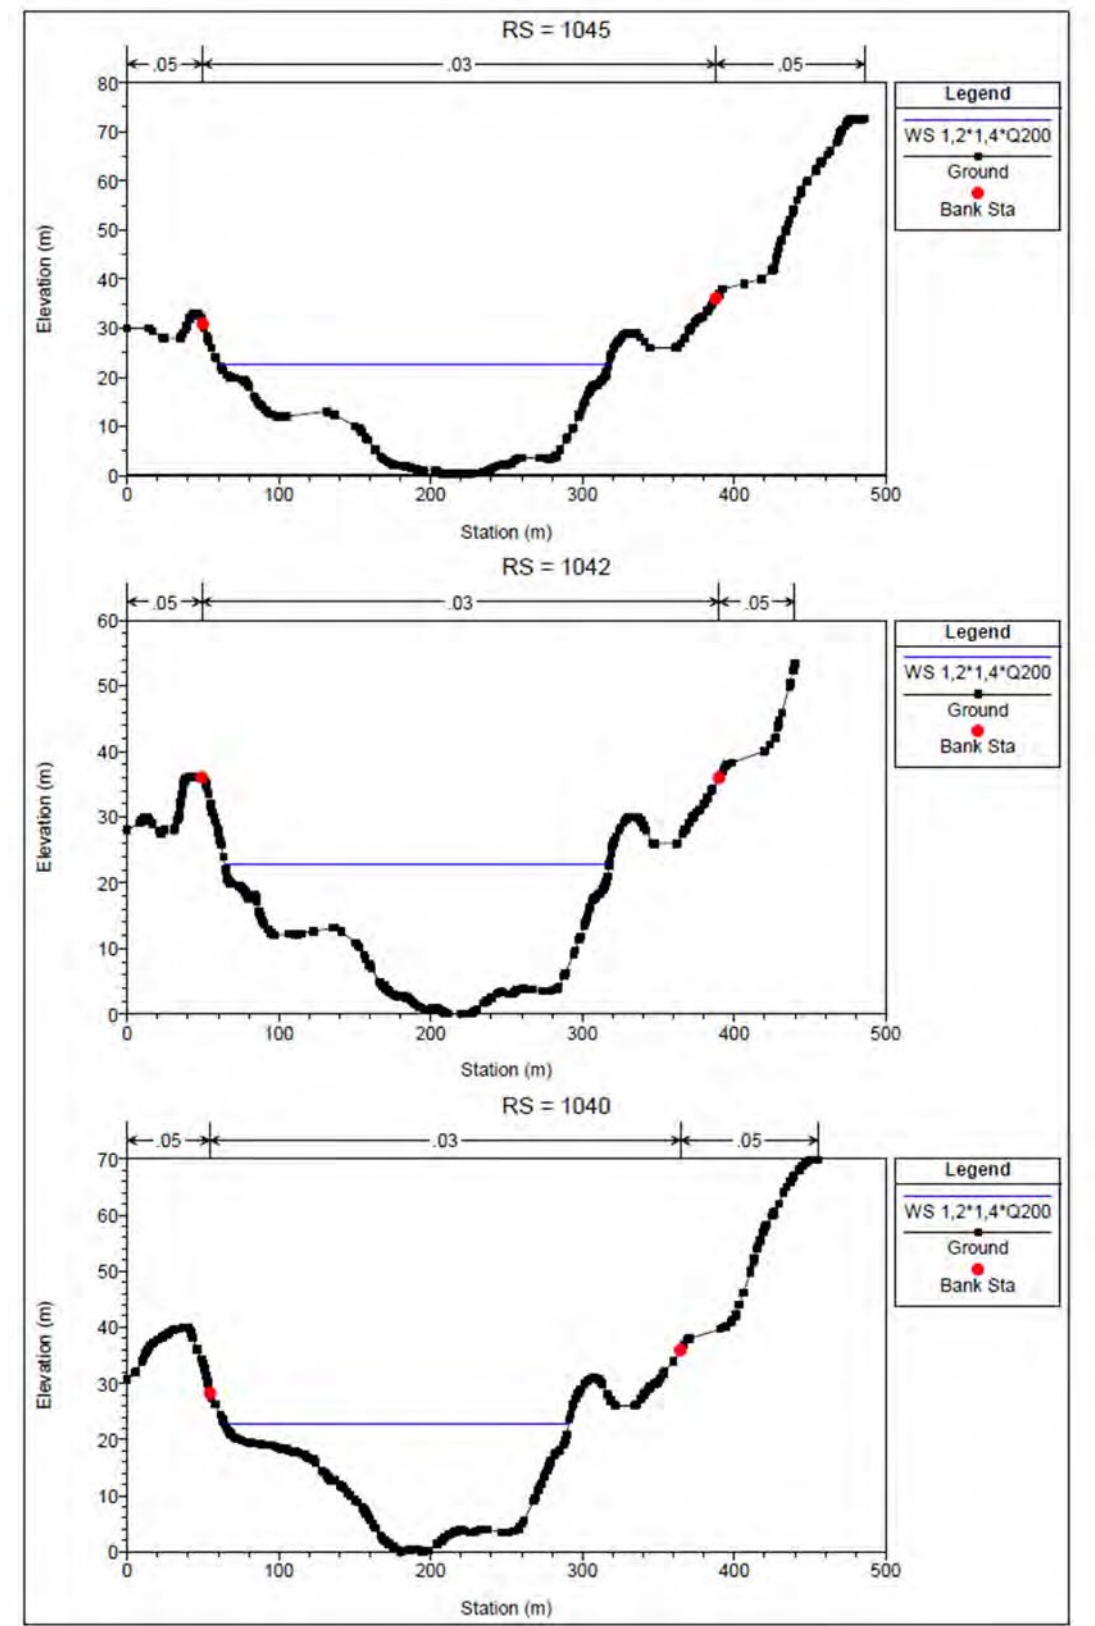 RS = 1045
.05 .03 .05
80
70
60
50
40
30
20
10
0
Elevation (m)
0 100 200 300 400 500
Station (m)
Legend
WS 1,2*1,4*Q200
Ground
Bank Sta
RS = 1042
.05 .03 .05
60
50
40
30
20
10
0
Elevation (m)
0 100 200 300 400 500
Station (m)
Legend
WS 1,2*1,4*Q200
Ground
Bank Sta
RS = 1040
.05 .03 .05
70
60
50
40
30
20
10
0
Elevation (m)
0 100 200 300 400 500
Station (m)
Legend
WS 1,2*1,4*Q200
Ground
Bank Sta